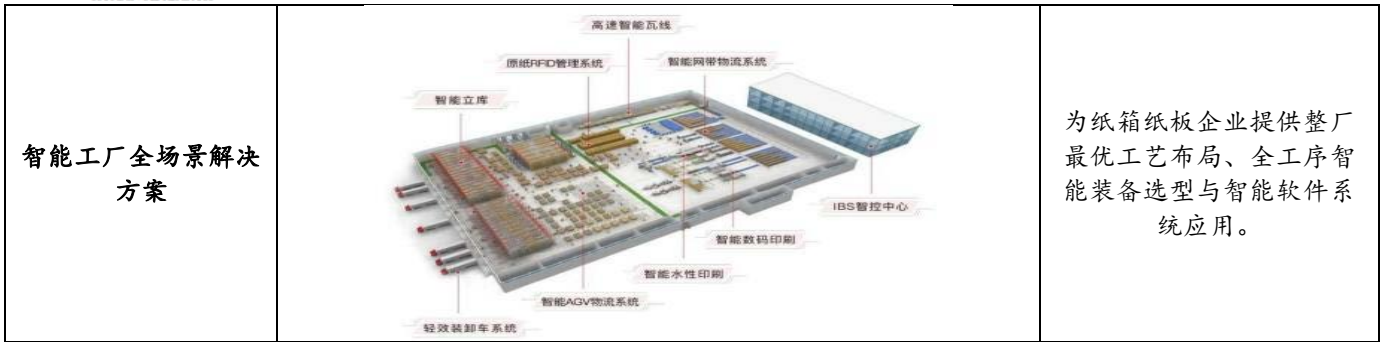 智能工厂全场景解决
方案
高速智能瓦线
原纸RFID管理系统
智能网带物流系统
智能立库
IBS智控中心
智能数码印刷
智能水性印刷
智能AGV物流系统
轻效装卸车系统
为纸箱纸板企业提供整厂
最优工艺布局、全工序智
能装备选型与智能软件系
统应用。